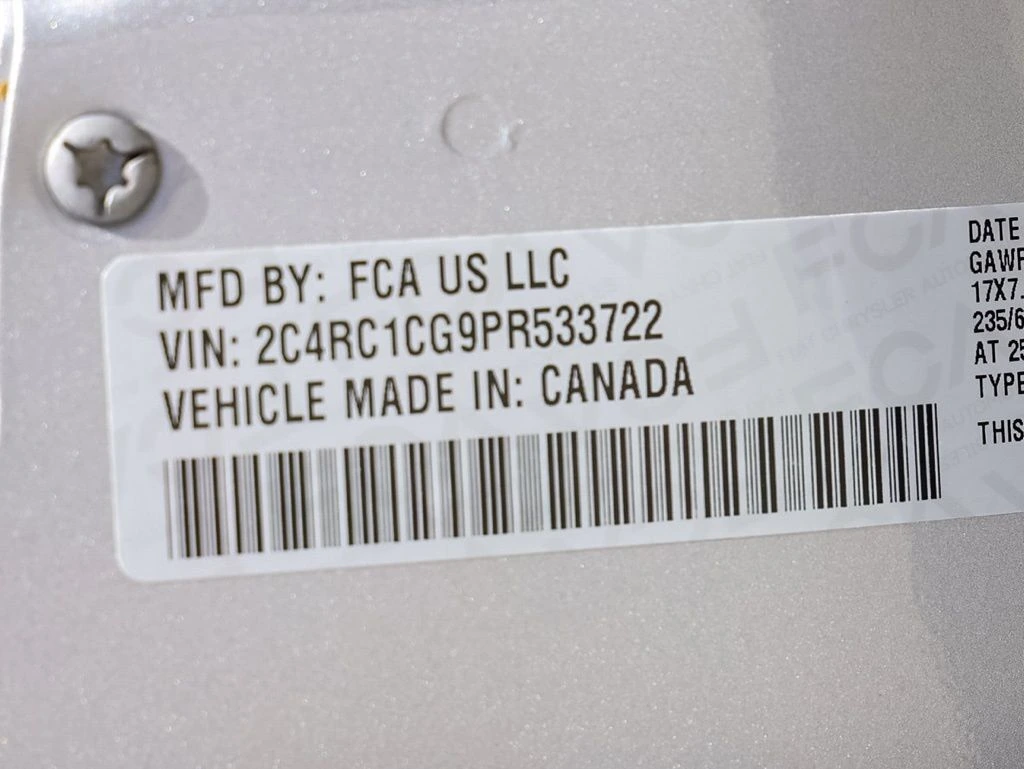 MFD BY: FCA US LLC
VIN: 2C4RC1CG9PR533722
VEHICLE MADE IN: CANADA
DATE
GAWR
17X7.
235/6
AT 25
TYPE
THIS